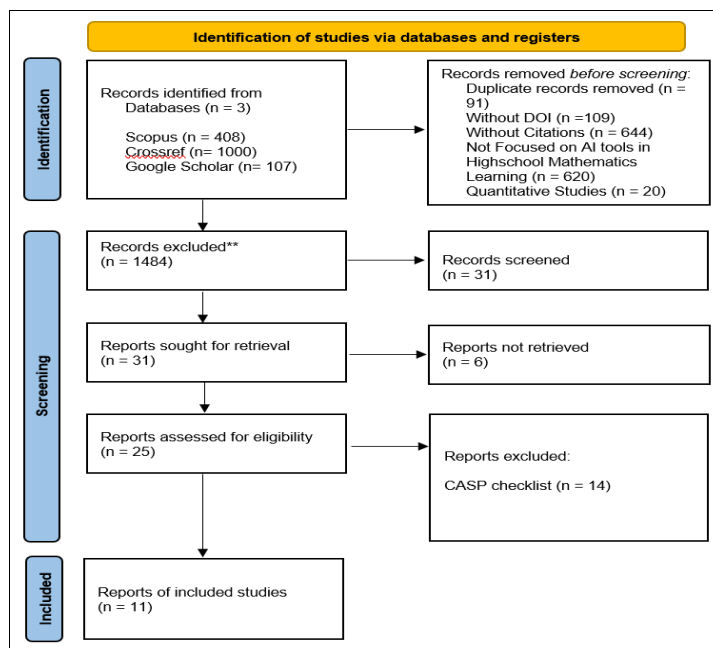 Identification of studies via databases and registers
Identification
Records identified from
Databases (n = 3)
Scopus = 408)
Crossref (n= 1000)
Google Scholar (n= 107)
Records removed before screening:
Duplicate records removed (n =
91)
Without DOI (n =109)
Without Citations (n = 644)
Not Focused on AI tools in
Highschool Mathematics
Learning (n = 620)
Quantitative Studies (n = 20)
Screening
Records excluded**
(n = 1484)
Records screened
(n = 31)
Reports sought for retrieval
(n = 31)
Reports not retrieved
(n = 6)
Reports assessed for eligibility
(n = 25)
Reports excluded:
CASP checklist (n = 14)
Included
Reports of included studies
(n = 11)